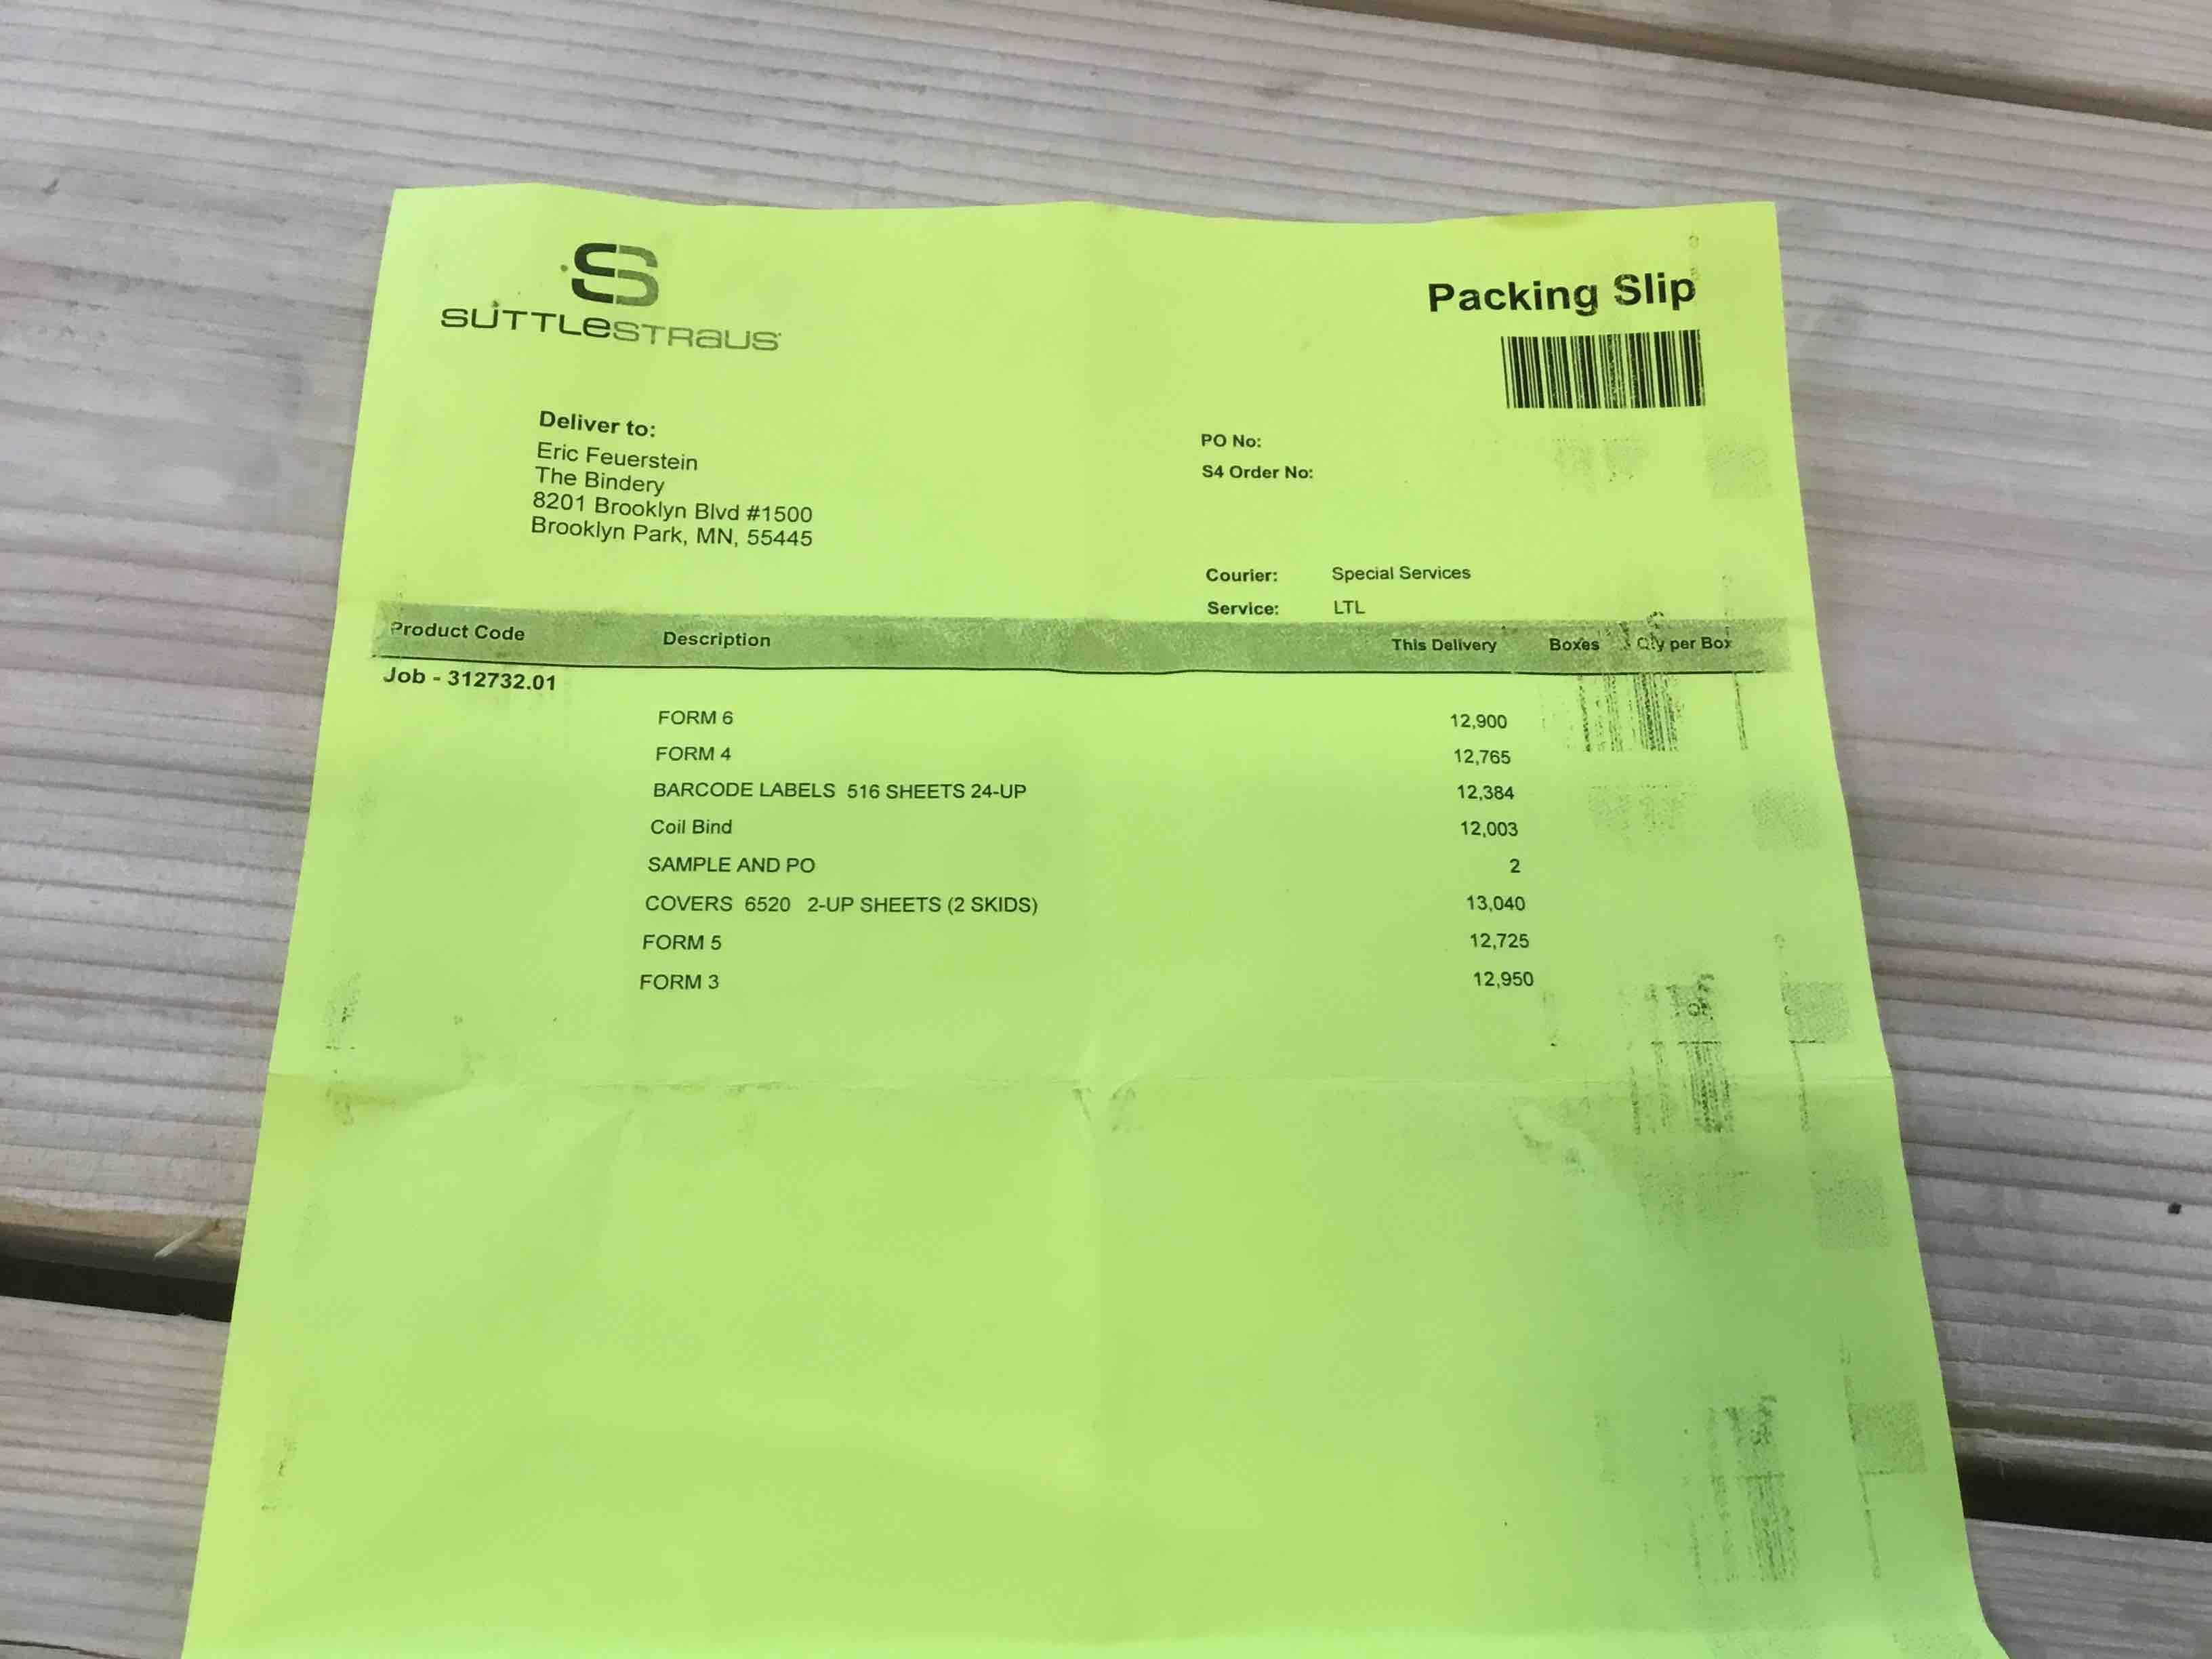 SUTTLESTRAUS
Packing Slip
Deliver to:
Eric Feuerstein
The Bindery
8201 Brooklyn Blvd #1500
Brooklyn Park, MN, 55445
PO No:
S4 Order No:
Courier: Special Services
Service: LTL
Product Code Description This Delivery Boxes Qty per Box
Job - 312732.01
FORM 6 12,900
FORM 4 12,765
BARCODE LABELS 516 SHEETS 24-UP 12,384
Coil Bind 12,003
SAMPLE AND PO 2
COVERS 6520 2-UP SHEETS (2 SKIDS) 13,040
FORM 5 12,725
FORM 3 12,950